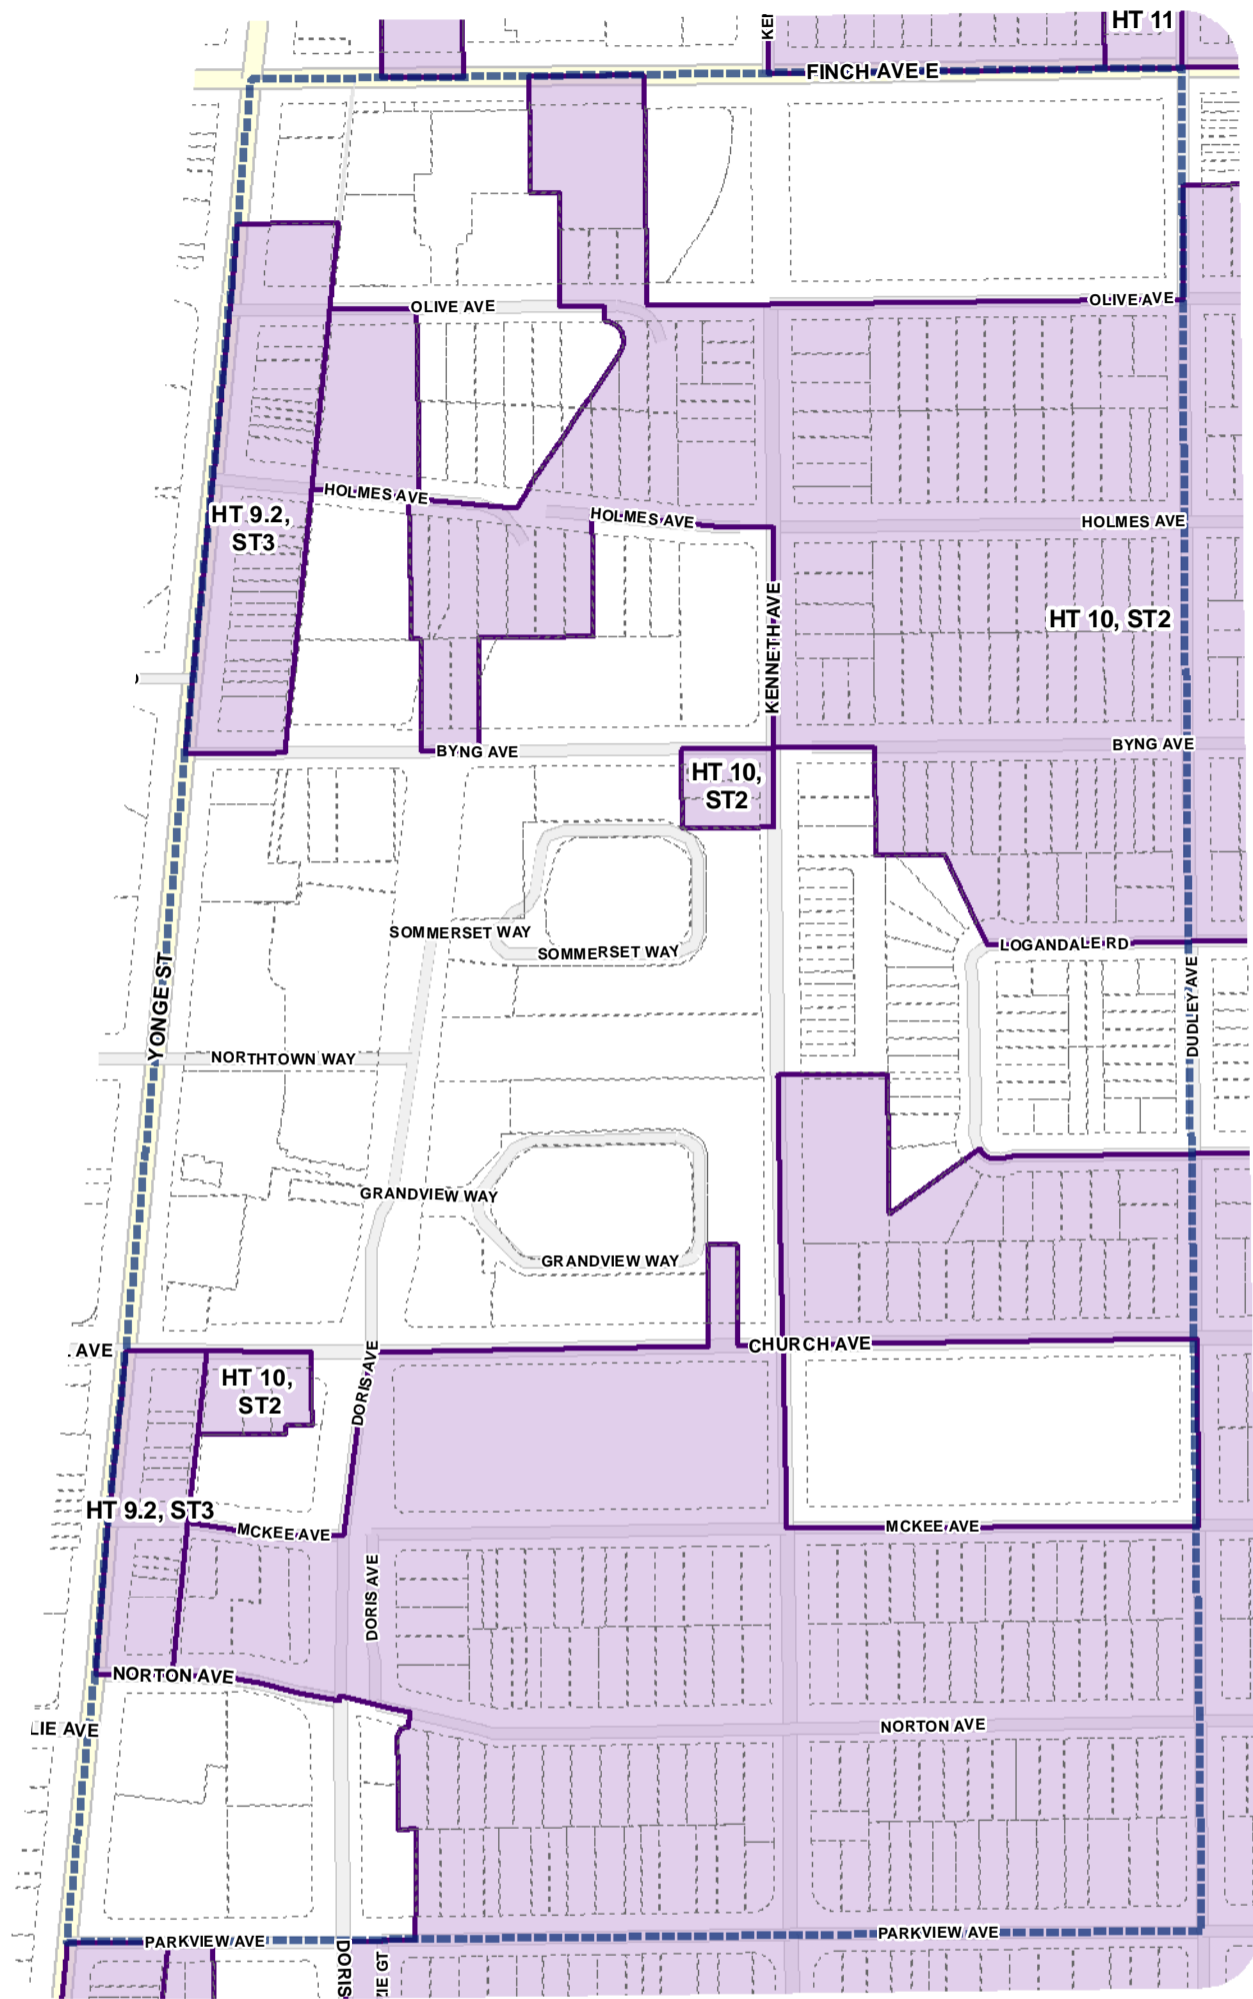 HT 11
KE
FINCH AVE E
OLIVE AVE
OLIVE AVE
HOLMES AVE
HT 9.2,
ST3
HOLMES AVE
HOLMES AVE
KENNETH AVE
HT 10, ST2
BYNG AVE
BYNG AVE
HT 10,
ST2
SOMMERSET WAY
SOMMERSET WAY
LOGANDALE RD
YONGE ST
DUDLEY AVE
NORTHTOWN WAY
GRANDVIEW WAY
GRANDVIEW WAY
AVE
CHURCH AVE
HT 10,
ST2
DORIS AVE
HT 9.2, ST3
MCKEE AVE
MCKEE AVE
DORIS AVE
NORTON AVE
LIE AVE
NORTON AVE
PARKVIEW AVE
PARKVIEW AVE
DORIS
IE GT